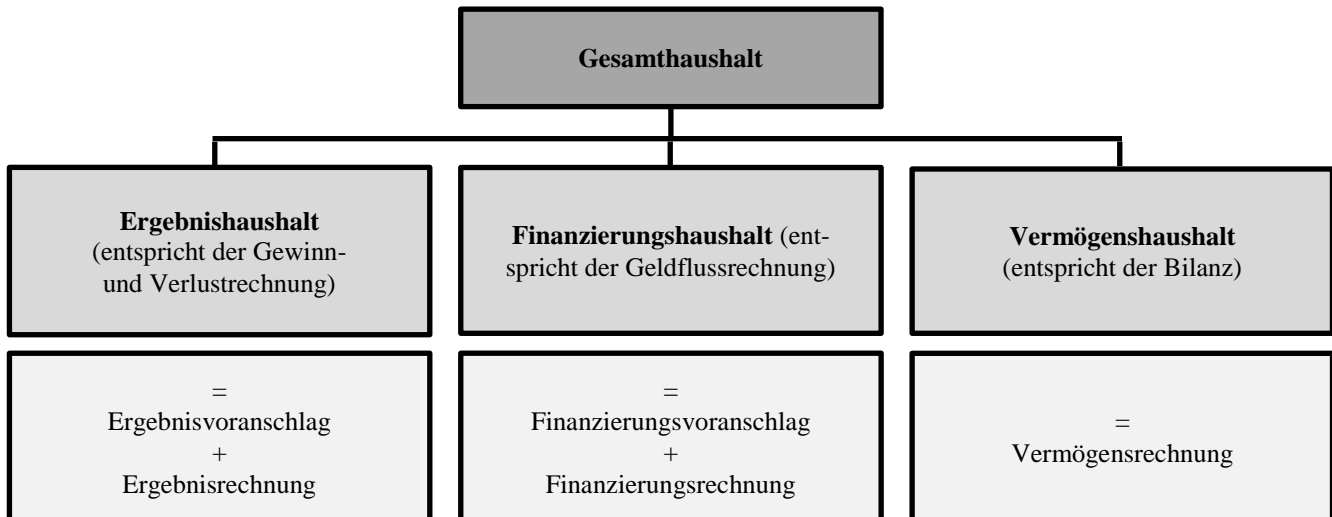 Gesamthaushalt
Ergebnishaushalt
(entspricht der Gewinn-
und Verlustrechnung)
Finanzierungshaushalt (ent-
spricht der Geldflussrechnung)
Vermögenshaushalt
(entspricht der Bilanz)
=
Ergebnisvoranschlag
+
Ergebnisrechnung
=
Finanzierungsvoranschlag
+
Finanzierungsrechnung
=
Vermögensrechnung